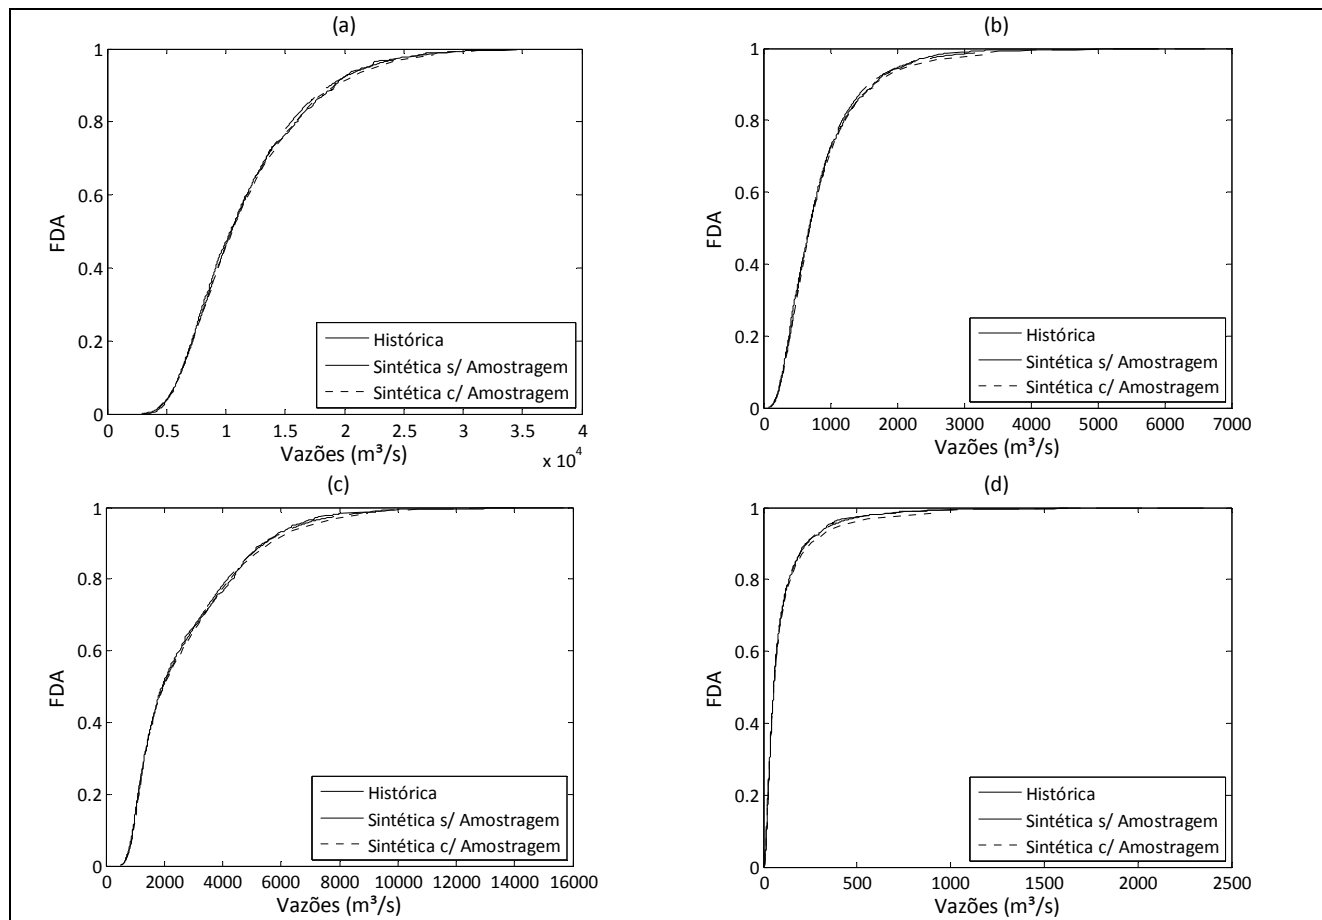 (a)
1
0.8
0.6
0.4
0.2
0
FDA
Histórica
Sintética s/ Amostragem
Sintética c/ Amostragem
0 0.5 1 1.5 2 2.5 3 3.5 4
Vazões (m³/s)
x 10⁴
(b)
1
0.8
0.6
0.4
0.2
0
FDA
Histórica
Sintética s/ Amostragem
Sintética c/ Amostragem
0 1000 2000 3000 4000 5000 6000 7000
Vazões (m³/s)
(c)
1
0.8
0.6
0.4
0.2
0
FDA
Histórica
Sintética s/ Amostragem
Sintética c/ Amostragem
0 2000 4000 6000 8000 10000 12000 14000 16000
Vazões (m³/s)
(d)
1
0.8
0.6
0.4
0.2
0
FDA
Histórica
Sintética s/ Amostragem
Sintética c/ Amostragem
0 500 1000 1500 2000 2500
Vazões (m³/s)